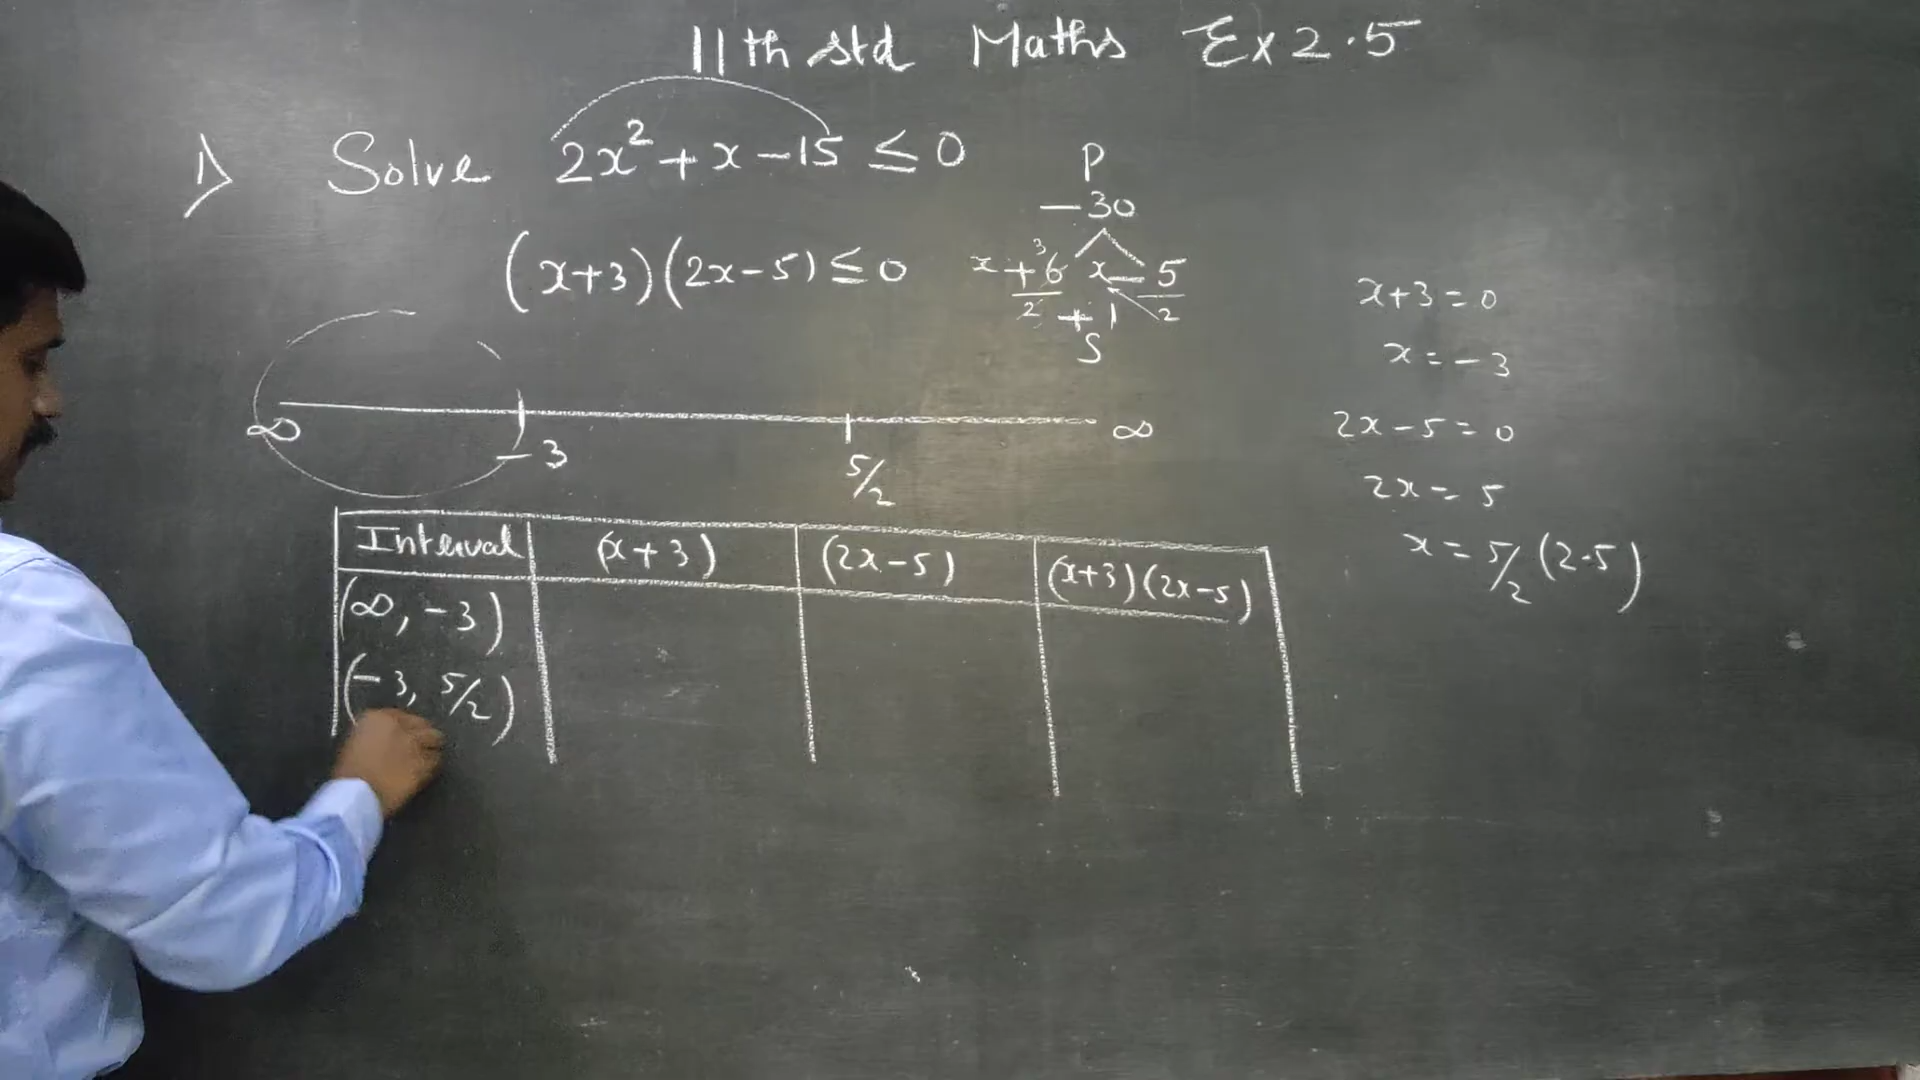 11th std Maths Ex 2.5
1) Solve 2x² + x - 15 ≤ 0
P
-30
(x+3)(2x-5) ≤ 0
x +6/2 3 x -5/2
+1
S
x+3=0
x=-3
2x-5=0
2x=5
x=5/2 (2.5)
∞ -3 5/2 ∞
Interval (x+3) (2x-5) (x+3)(2x-5)
(∞, -3)
(-3, 5/2)